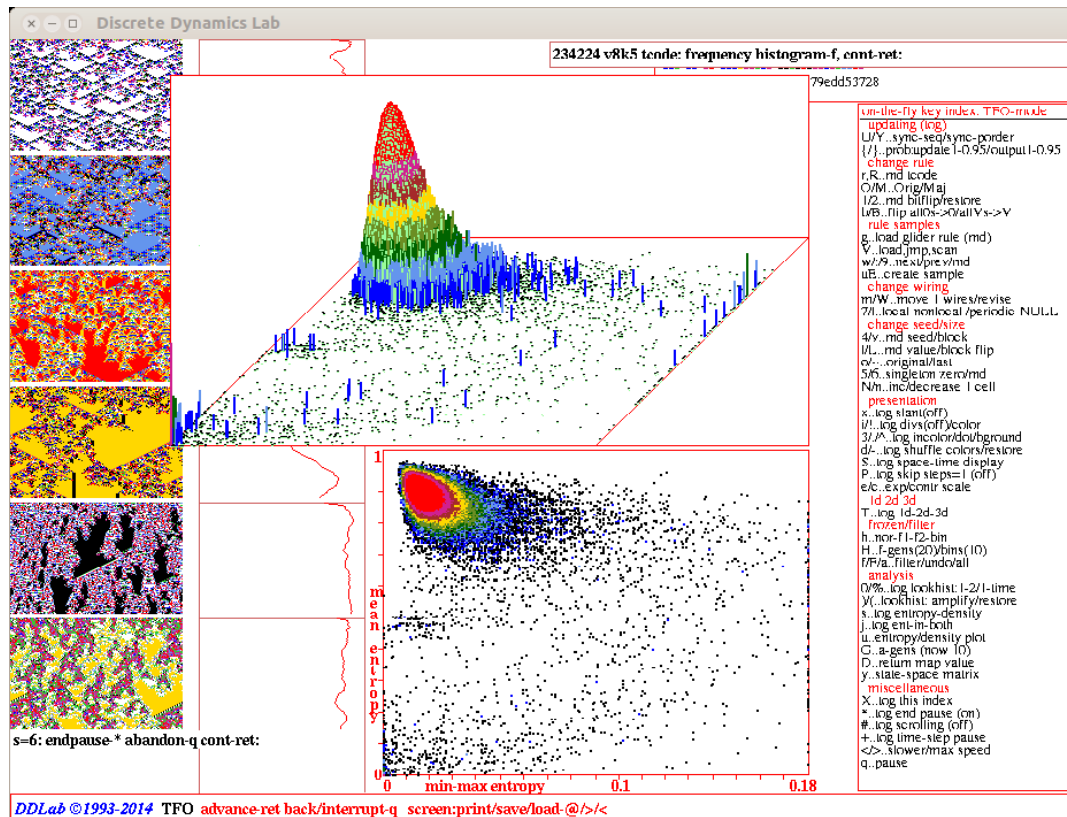 Discrete Dynamics Lab
234224 v8k5 tcode: frequency histogram-f, cont-ret:
79edd53728
on-the-fly key index: TFO-mode
updating (log)
U/Y..sync-seq/sync-porder
{/}..prob:update1-0.95/output1-0.95
change rule
r,R..rnd tcode
O/M..Orig/Maj
1/2..rnd bitflip/restore
b/B..flip all0s->0/allVs->V
rule samples
g..load glider rule (rnd)
V..load,jmp,scan
w/:/9..next/prev/rnd
uE..create sample
change wiring
m/W..move 1 wires/revise
7/I..local nonlocal /periodic NULL
change seed/size
4/v..rnd seed/block
l/L..rnd value/block flip
o/-..original/last
5/6..singleton zero/rnd
N/n..inc/decrease 1 cell
presentation
x..tog slant(off)
i/!..tog divs(off)/color
3/./^..tog incolor/dot/bground
d/-..tog shuffle colors/restore
S..tog space-time display
P..tog skip steps=1 (off)
e/c..exp/contr scale
1d 2d 3d
T..tog 1d-2d-3d
frozen/filter
h..nor-f1-f2-bin
H..f-gens(20)/bins(10)
f/F/a..filter/undo/all
analysis
0/%..tog lookhist: 1-2/1-time
)/(..lookhist: amplify/restore
s..tog entropy-density
j..tog ent-in-both
u..entropy/density plot
G..a-gens (now 10)
D..return map value
y..state-space matrix
miscellaneous
X..tog this index
*..tog end pause (on)
#..tog scrolling (off)
+..tog time-step pause
</>..slower/max speed
q..pause
1
mean entropy
0
0
min-max entropy
0.1
0.18
s=6: endpause-* abandon-q cont-ret:
DDLab ©1993-2014 TFO advance-ret back/interrupt-q screen:print/save/load-@/>/<